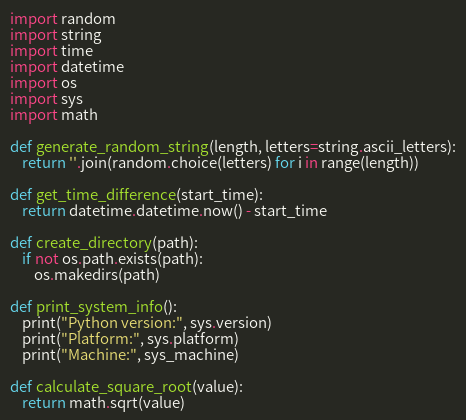 import random
import string
import time
import datetime
import os
import sys
import math

def generate_random_string(length, letters=string.ascii_letters):
    return ''.join(random.choice(letters) for i in range(length))

def get_time_difference(start_time):
    return datetime.datetime.now() - start_time

def create_directory(path):
    if not os.path.exists(path):
        os.makedirs(path)

def print_system_info():
    print("Python version:", sys.version)
    print("Platform:", sys.platform)
    print("Machine:", sys_machine)

def calculate_square_root(value):
    return math.sqrt(value)